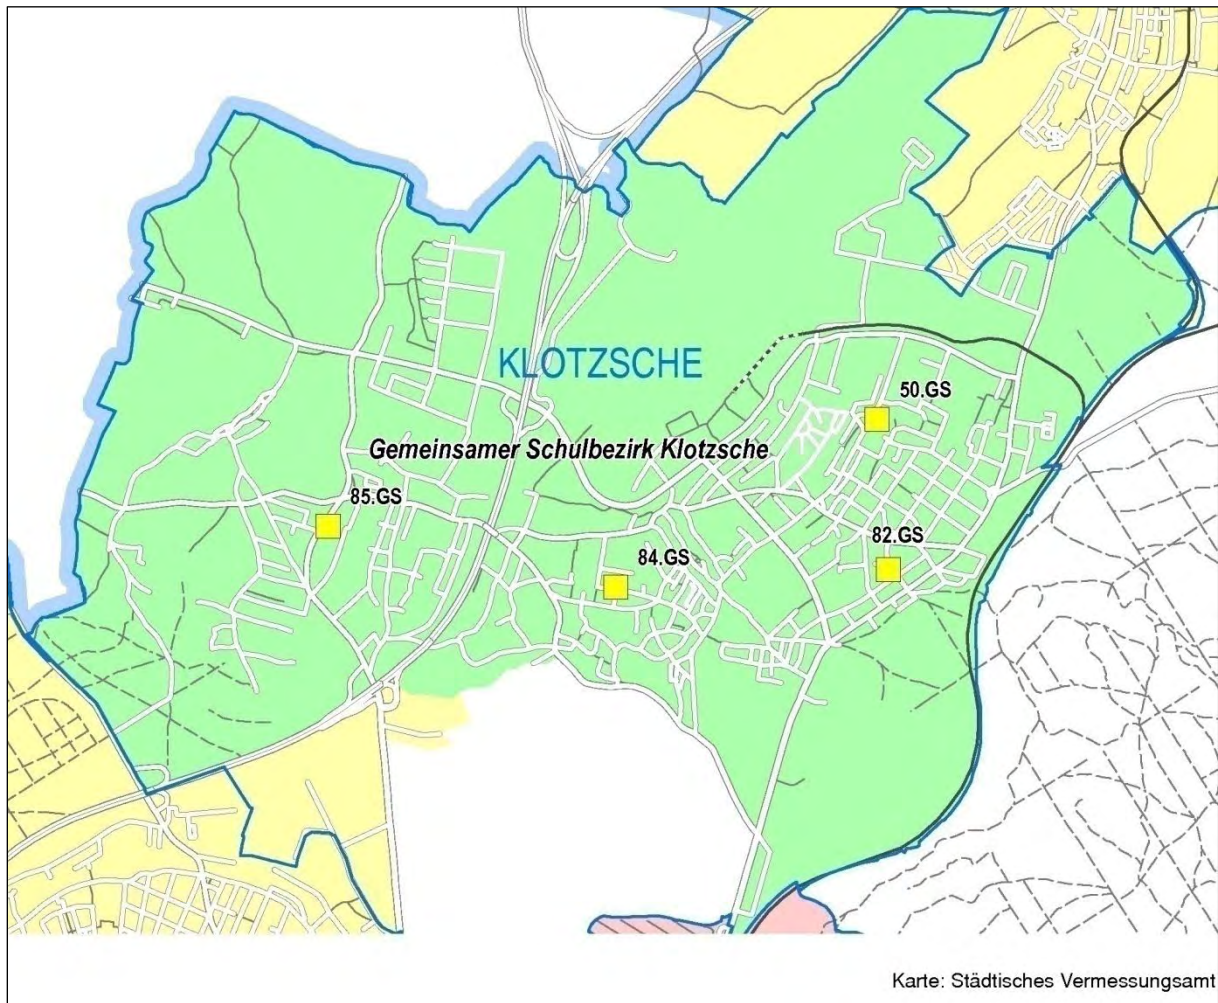 KLOTZSCHE
50.GS
Gemeinsamer Schulbezirk Klotzsche
85.GS
82.GS
84.GS
Karte: Städtisches Vermessungsamt